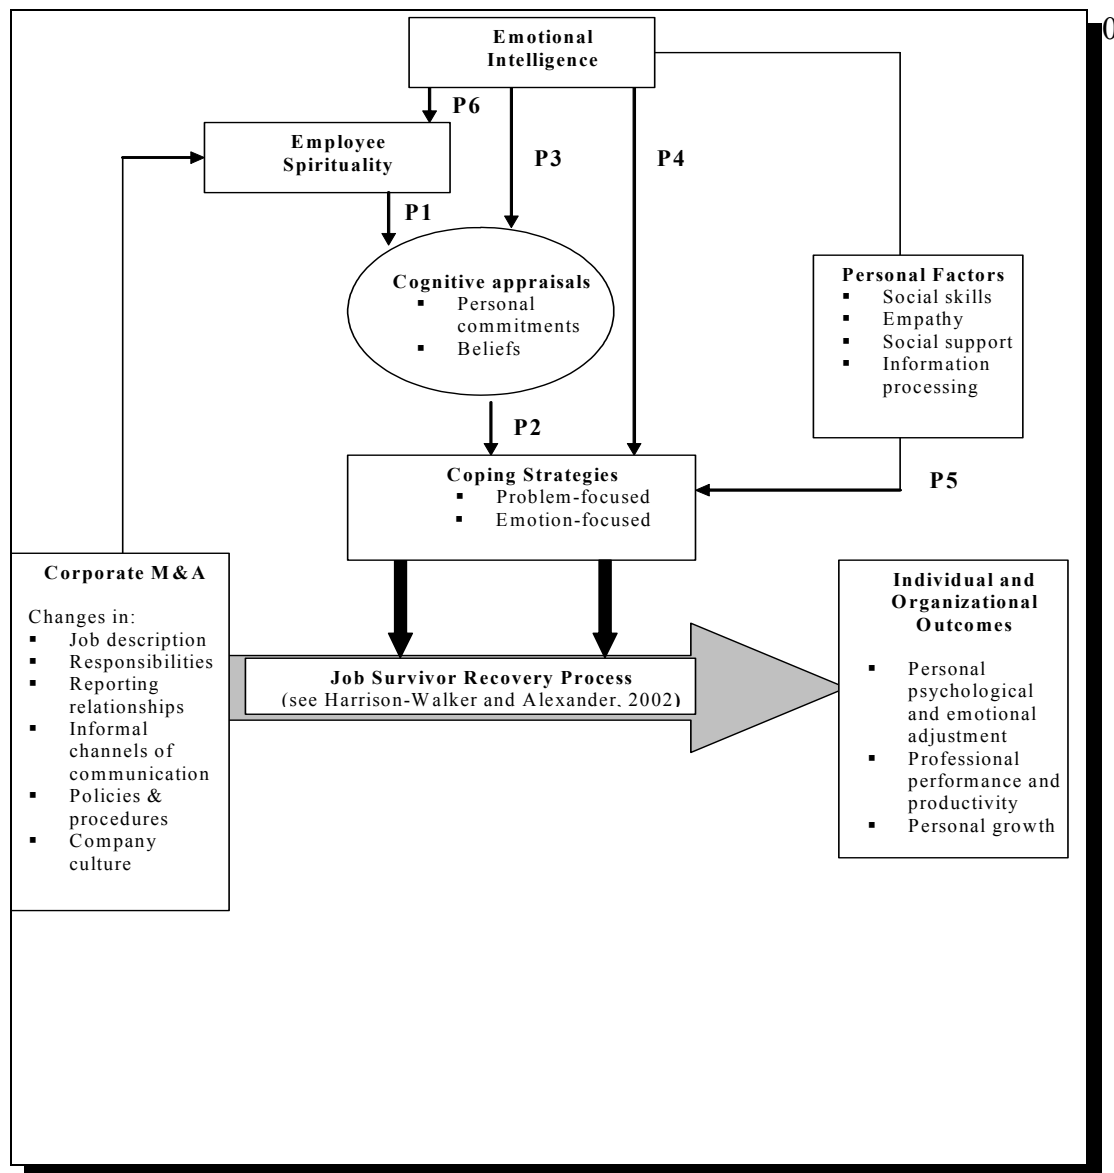 0
Emotional
Intelligence
P6
Employee
Spirituality
P3
P4
P1
Cognitive appraisals
▪ Personal
commitments
▪ Beliefs
Personal Factors
▪ Social skills
▪ Empathy
▪ Social support
▪ Information
processing
P2
Coping Strategies
▪ Problem-focused
▪ Emotion-focused
P5
Corporate M&A
Changes in:
▪ Job description
▪ Responsibilities
▪ Reporting
relationships
▪ Informal
channels of
communication
▪ Policies &
procedures
▪ Company
culture
Job Survivor Recovery Process
(see Harrison-Walker and Alexander, 2002)
Individual and
Organizational
Outcomes
▪ Personal
psychological
and emotional
adjustment
▪ Professional
performance and
productivity
▪ Personal growth